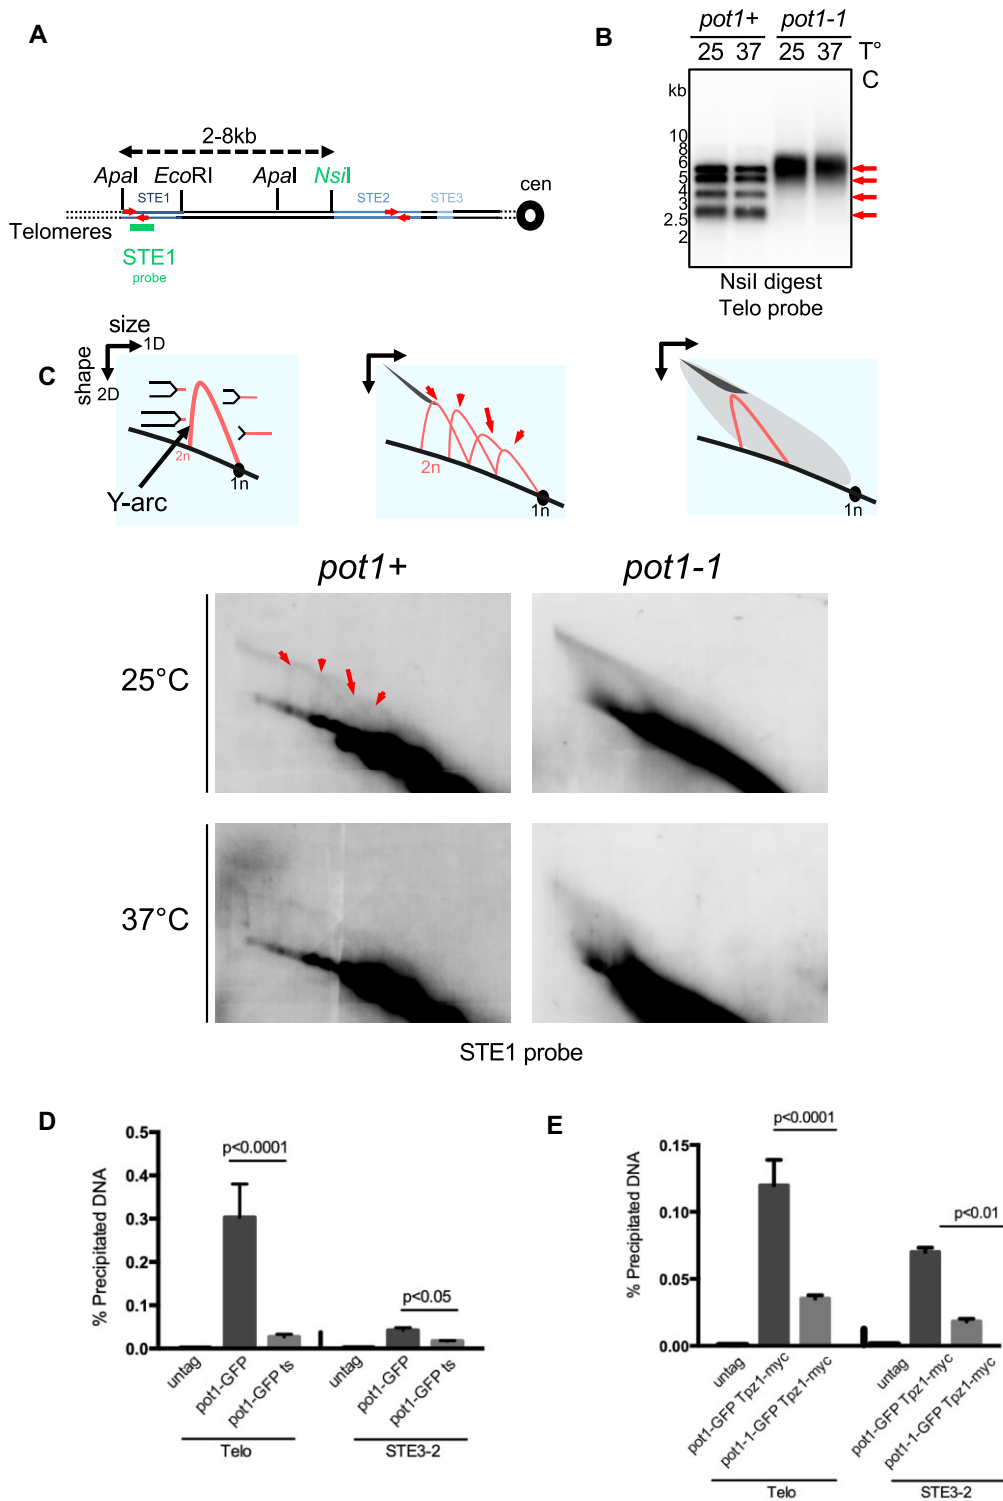 A
2-8kb
ApaI EcoRI ApaI NsiI
STE1 STE2 STE3
cen
Telomeres
STE1
probe
B
pot1+ pot1-1
25 37 25 37 T°
C
kb
10
8
6
5
4
3
2.5
2
NsiI digest
Telo probe
C
size
1D
shape
2D
2n
1n
Y-arc
2n
1n
1n
pot1+ pot1-1
25°C
37°C
STE1 probe
D
% Precipitated DNA
0.5
0.4
0.3
0.2
0.1
0.0
p<0.0001
p<0.05
untag
pot1-GFP
pot1-GFP ts
untag
pot1-GFP
pot1-GFP ts
Telo
STE3-2
E
% Precipitated DNA
0.15
0.10
0.05
0.00
p<0.0001
p<0.01
untag
pot1-GFP Tpz1-myc
pot1-1-GFP Tpz1-myc
untag
pot1-GFP Tpz1-myc
pot1-1-GFP Tpz1-myc
Telo
STE3-2